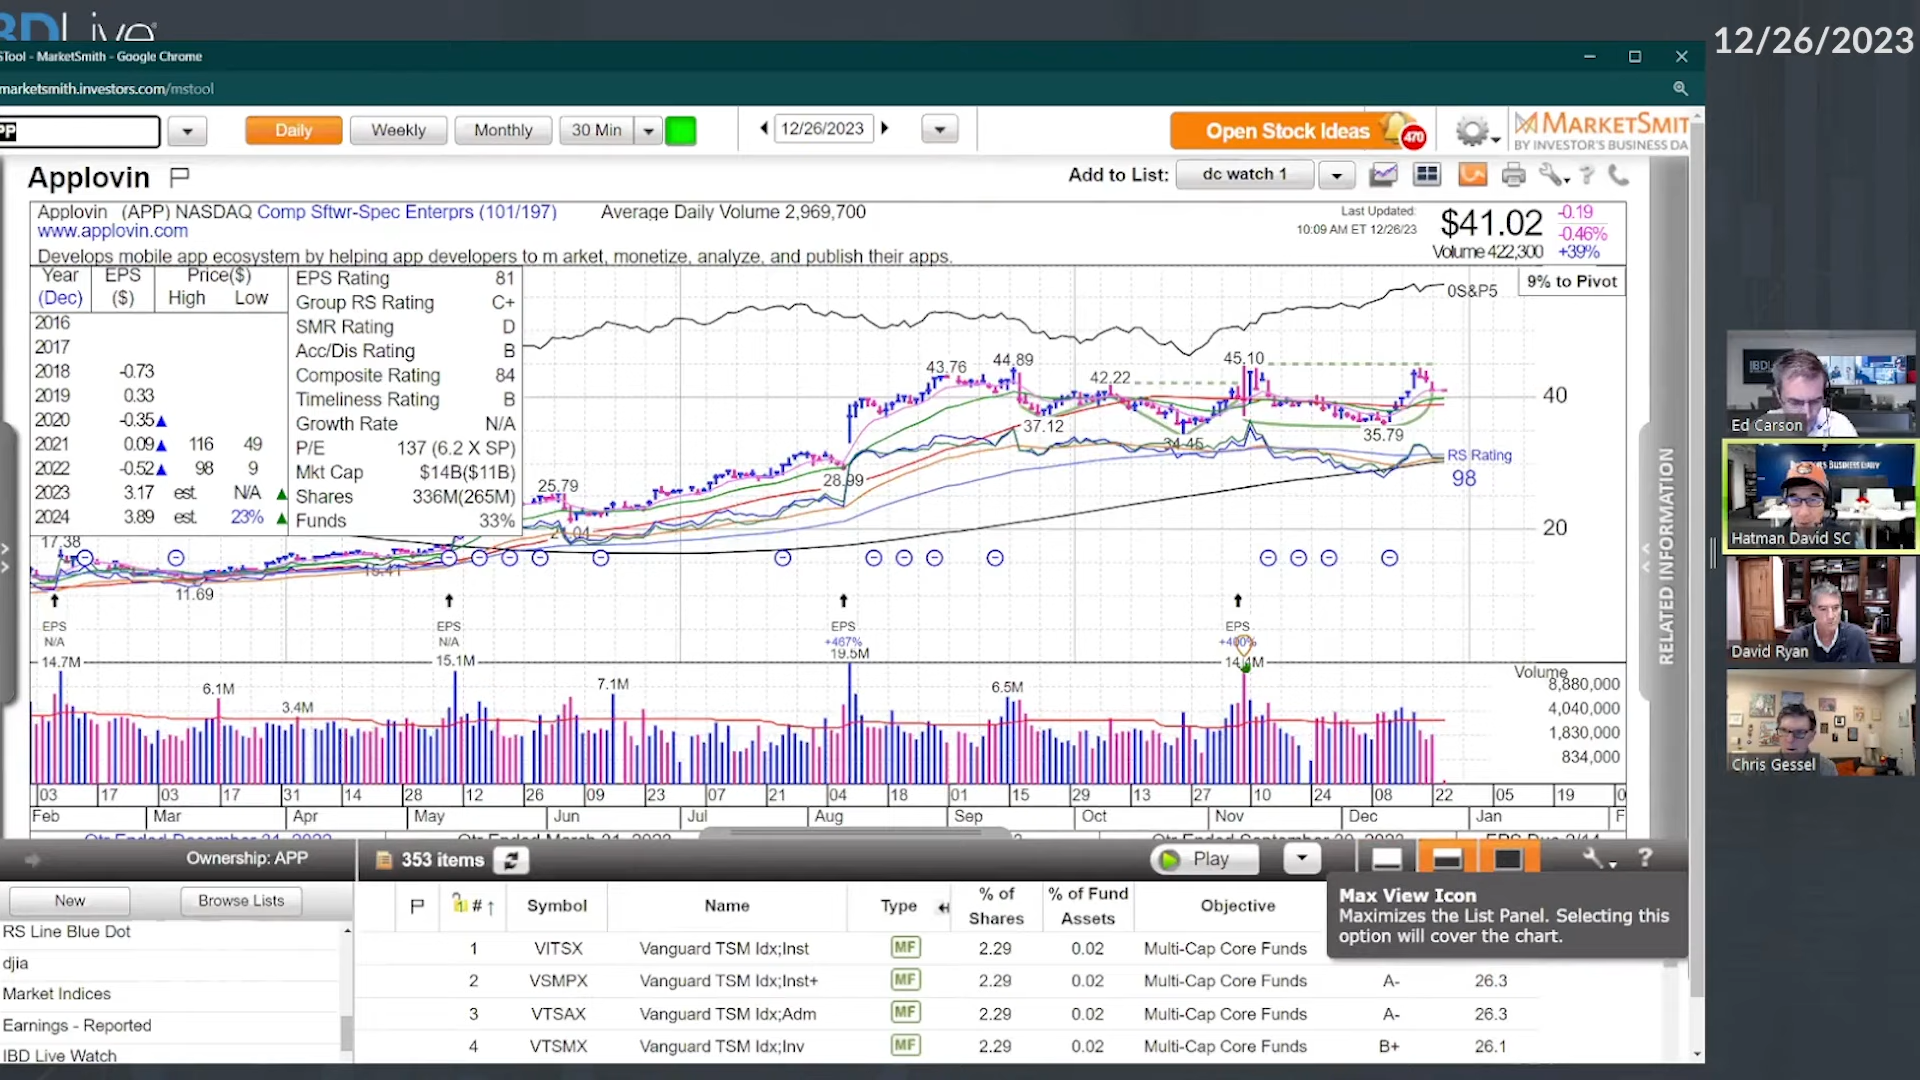 IBDLive
12/26/2023
STool - MarketSmith - Google Chrome
marketsmith.investors.com/mstool
PP
Daily
Weekly
Monthly
30 Min
12/26/2023
Open Stock Ideas
470
MARKETSMIT
BY INVESTOR'S BUSINESS DA
Applovin
Add to List:
dc watch 1
Applovin (APP) NASDAQ Comp Sftwr-Spec Enterprs (101/197) Average Daily Volume 2,969,700
www.applovin.com
Develops mobile app ecosystem by helping app developers to m arket, monetize, analyze, and publish their apps.
Last Updated:
10:09 AM ET 12/26/23
$41.02
-0.19
-0.46%
Volume 422,300 +39%
9% to Pivot
Year EPS Price($)
(Dec) ($) High Low
2016
2017
2018 -0.73
2019 0.33
2020 -0.35
2021 0.09 116 49
2022 -0.52 98 9
2023 3.17 est. N/A
2024 3.89 est. 23%
EPS Rating 81
Group RS Rating C+
SMR Rating D
Acc/Dis Rating B
Composite Rating 84
Timeliness Rating B
Growth Rate N/A
P/E 137 (6.2 X SP)
Mkt Cap $14B($11B)
Shares 336M(265M)
Funds 33%
0S&P5
43.76
44.89
42.22
45.10
37.12
34.45
35.79
28.99
25.79
17.38
11.69
40
20
RS Rating
98
EPS
N/A
EPS
N/A
EPS
+467%
EPS
+400%
14.7M
6.1M
3.4M
15.1M
7.1M
19.5M
6.5M
14.4M
Volume
8,880,000
4,040,000
1,830,000
834,000
03 17 03 17 31 14 28 12 26 09 23 07 21 04 18 01 15 29 13 27 10 24 08 22 05 19 0
Feb Mar Apr May Jun Jul Aug Sep Oct Nov Dec Jan F
RELATED INFORMATION
Ed Carson
INVESTOR'S BUSINESS DAILY
Hatman David SC
David Ryan
Chris Gessel
Ownership: APP
353 items
Play
Max View Icon
Maximizes the List Panel. Selecting this
option will cover the chart.
New
Browse Lists
RS Line Blue Dot
djia
Market Indices
Earnings - Reported
IBD Live Watch
# Symbol Name Type % of Shares % of Fund Assets Objective
1 VITSX Vanguard TSM Idx;Inst MF 2.29 0.02 Multi-Cap Core Funds
2 VSMPX Vanguard TSM Idx;Inst+ MF 2.29 0.02 Multi-Cap Core Funds A- 26.3
3 VTSAX Vanguard TSM Idx;Adm MF 2.29 0.02 Multi-Cap Core Funds A- 26.3
4 VTSMX Vanguard TSM Idx;Inv MF 2.29 0.02 Multi-Cap Core Funds B+ 26.1